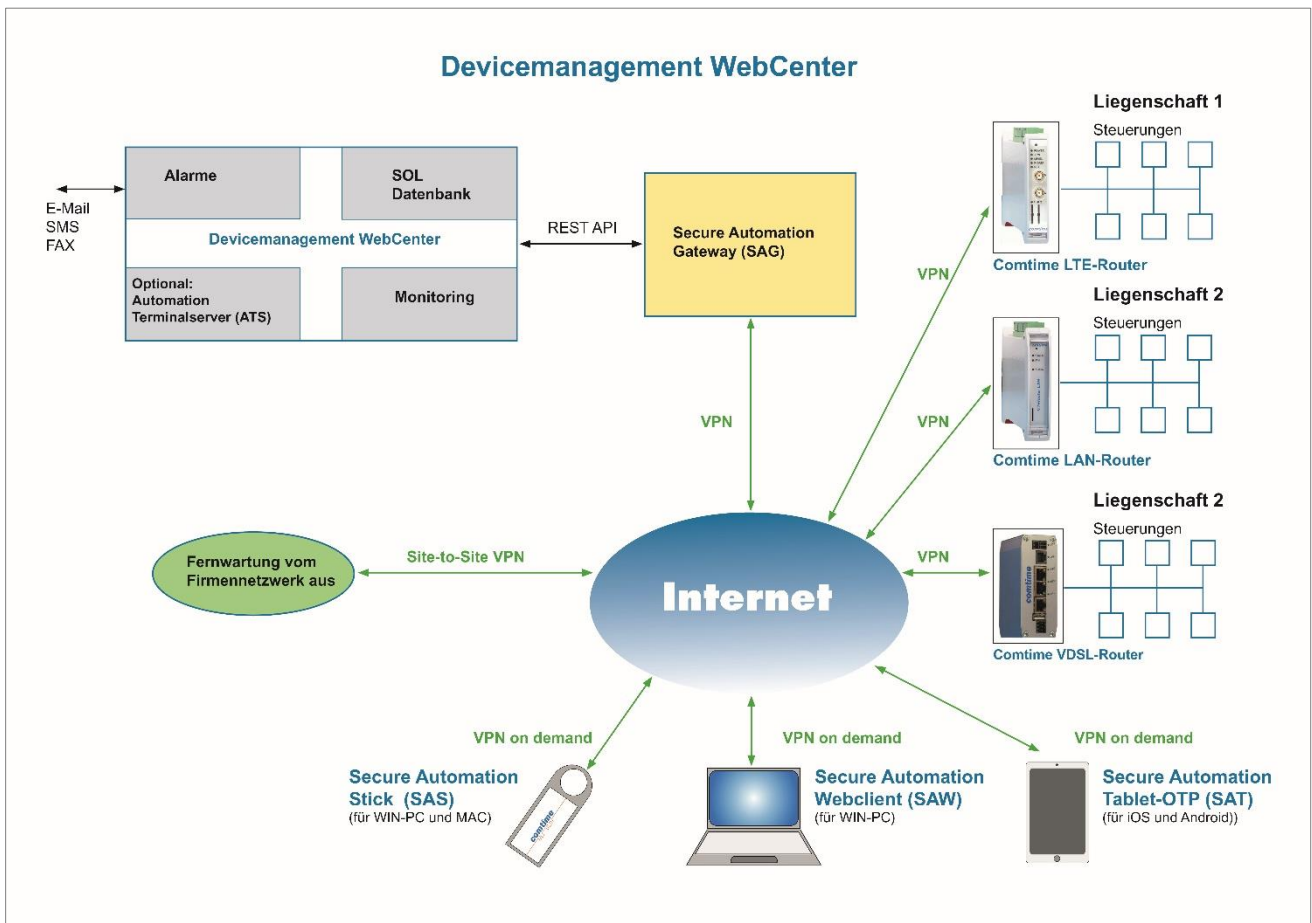 Devicemanagement WebCenter
Alarme
SOL
Datenbank
Devicemanagement WebCenter
Optional:
Automation
Terminalserver (ATS)
Monitoring
E-Mail
SMS
FAX
REST API
Secure Automation
Gateway (SAG)
VPN
Liegenschaft 1
Steuerungen
VPN
Comtime LTE-Router
Liegenschaft 2
Steuerungen
VPN
Comtime LAN-Router
Liegenschaft 2
Steuerungen
VPN
comtime
Comtime VDSL-Router
Fernwartung vom
Firmennetzwerk aus
Site-to-Site VPN
Internet
VPN on demand
Secure Automation
Stick (SAS)
(für WIN-PC und MAC)
comtime
VPN on demand
Secure Automation
Webclient (SAW)
(für WIN-PC)
VPN on demand
Secure Automation
Tablet-OTP (SAT)
(für iOS und Android))